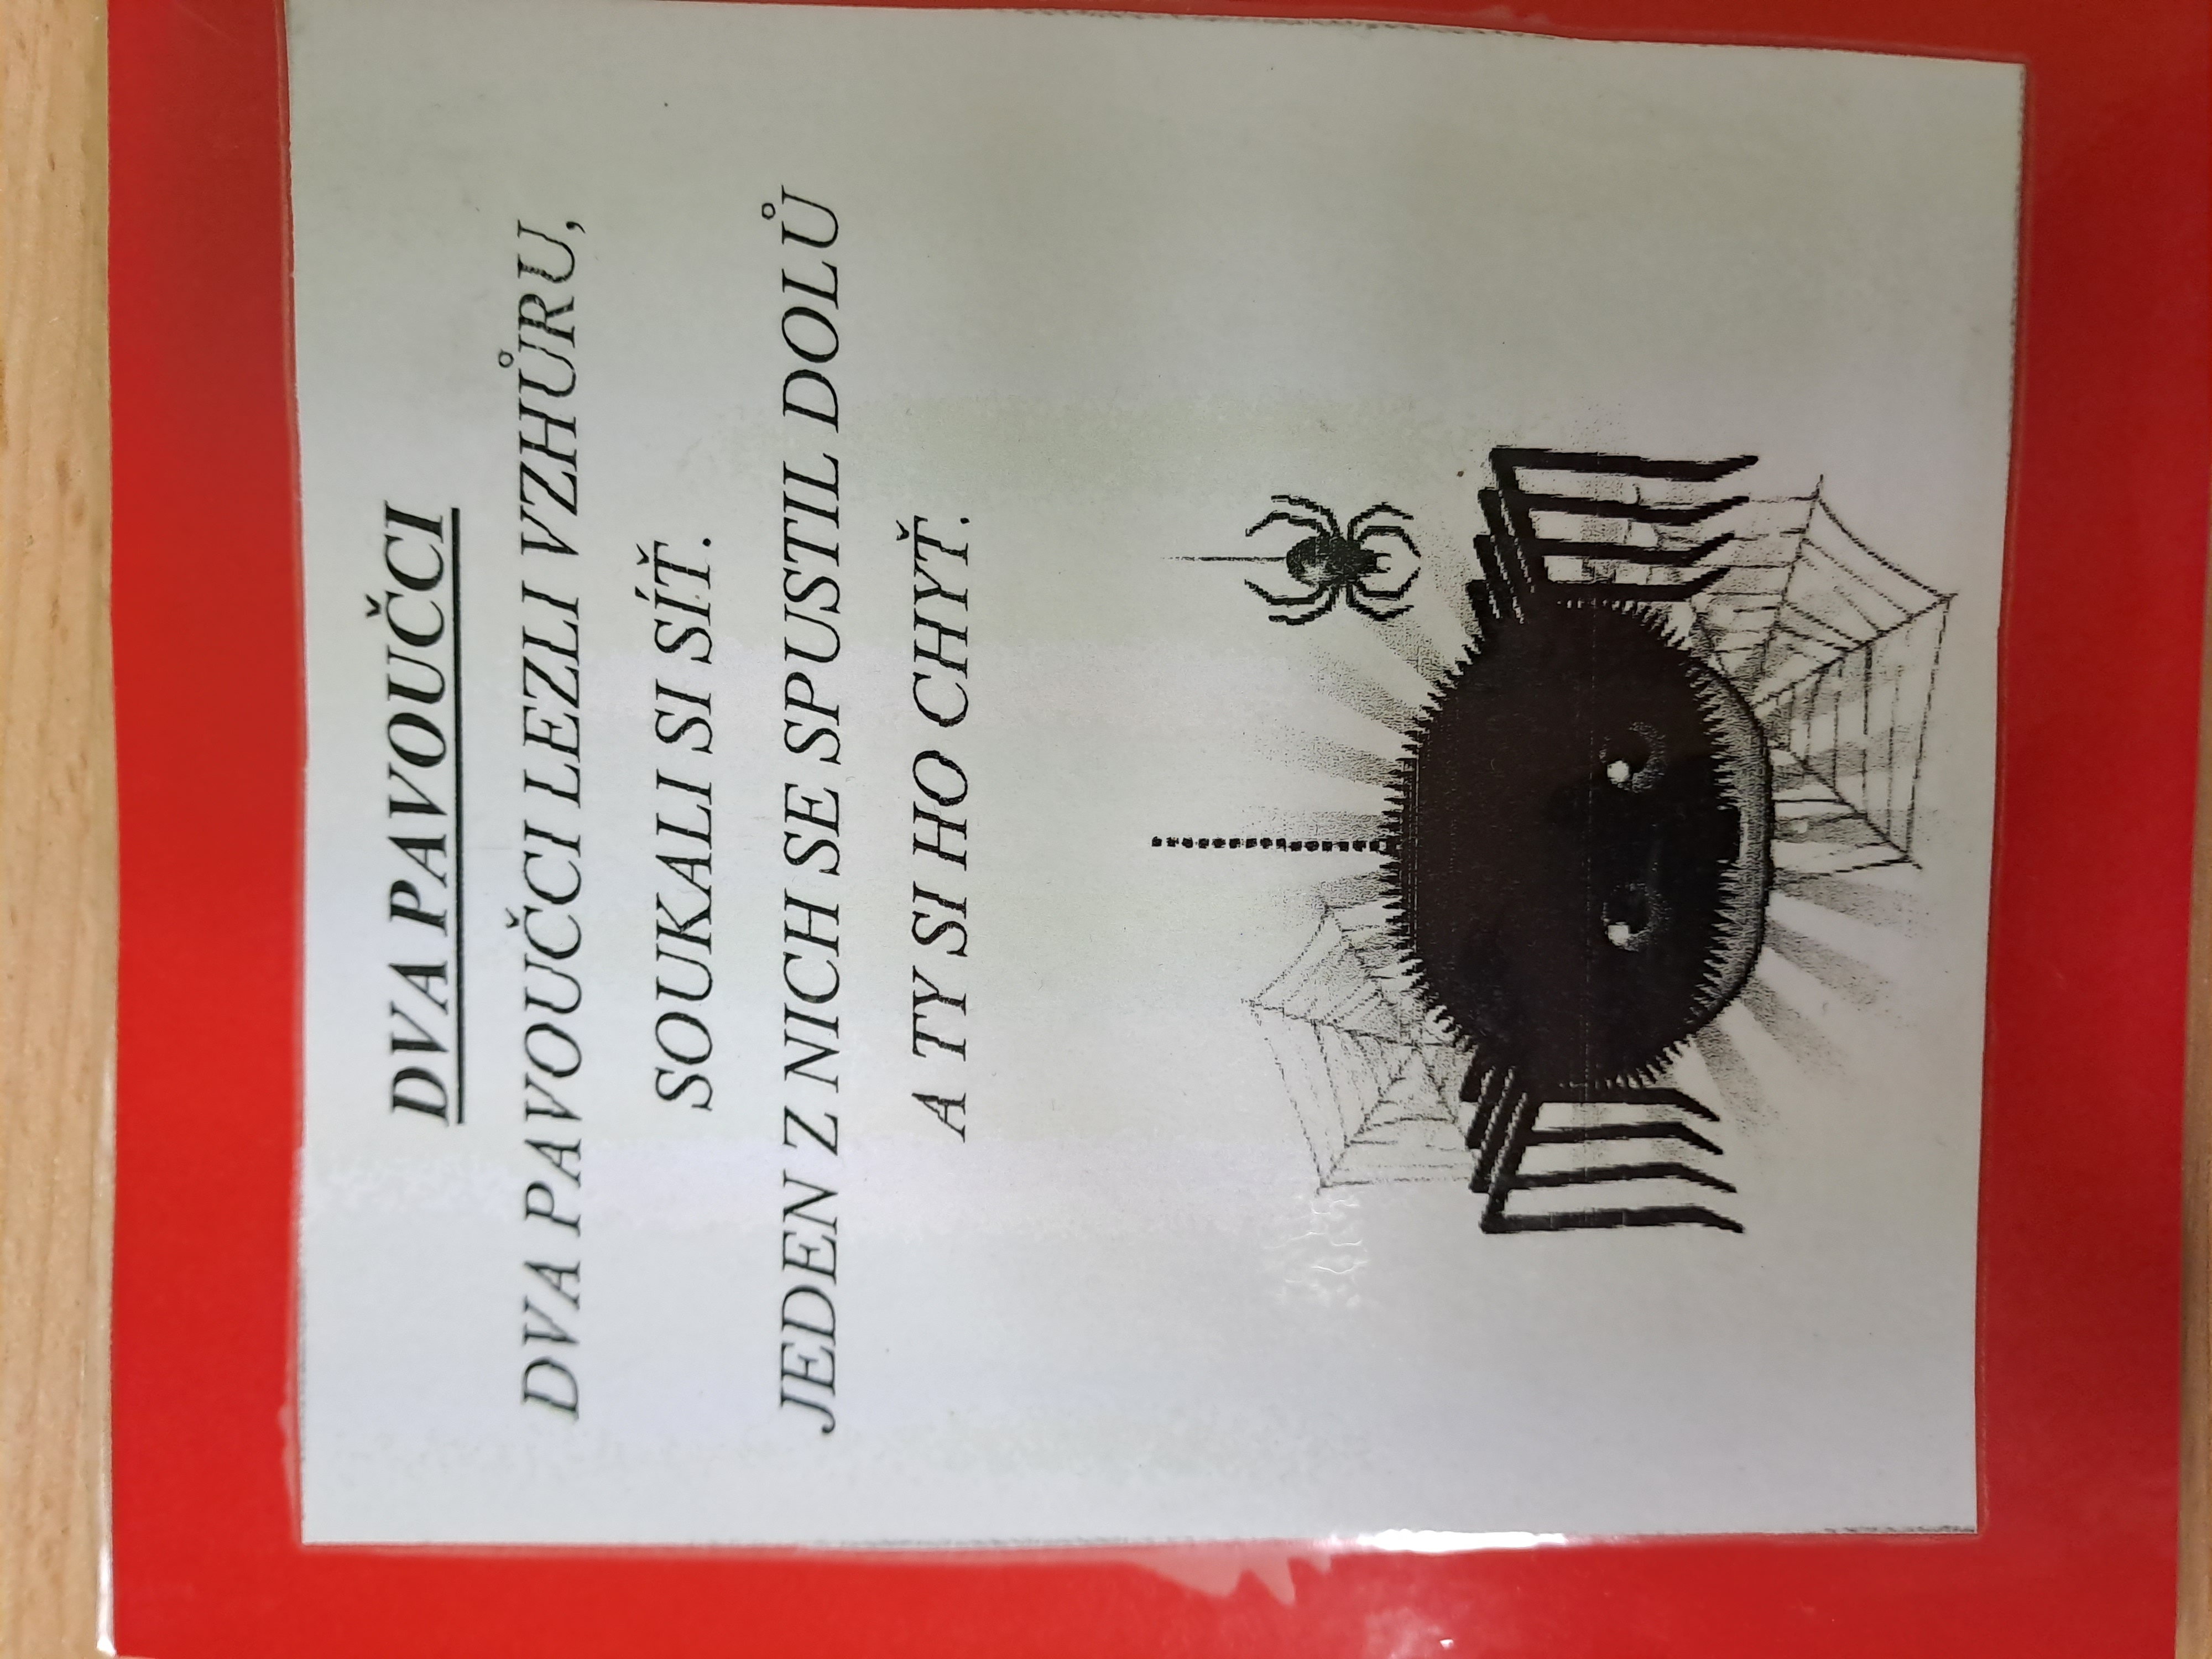 DVA PAVOUČCI
DVA PAVOUČCI LEZLI VZHŮRU,
SOUKALI SI SÍŤ.
JEDEN Z NICH SE SPUSTIL DOLŮ
A TY SI HO CHYŤ.